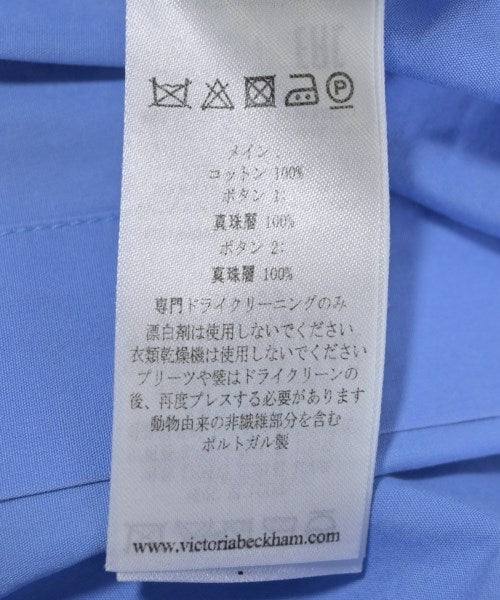 メイン:
コットン 100%
ボタン 1:
真珠層 100%
ボタン 2:
真珠層 100%
専門ドライクリーニングのみ
漂白剤は使用しないでください
衣類乾燥機は使用しないでください
プリーツや襞はドライクリーンの
後、再度プレスする必要があります
動物由来の非繊維部分を含む
ポルトガル製
www.victoriabeckham.com